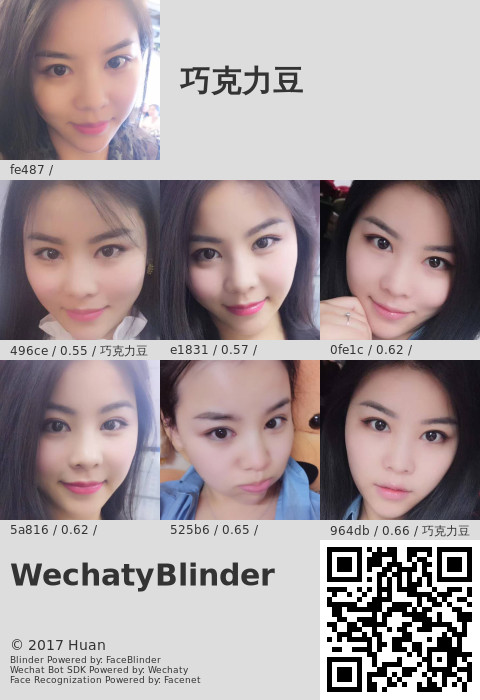 巧克力豆
fe487 /
496ce / 0.55 / 巧克力豆
e1831 / 0.57 /
0fe1c / 0.62 /
5a816 / 0.62 /
525b6 / 0.65 /
964db / 0.66 / 巧克力豆
WechatyBlinder
© 2017 Huan
Blinder Powered by: FaceBlinder
Wechat Bot SDK Powered by: Wechaty
Face Recognization Powered by: Facenet